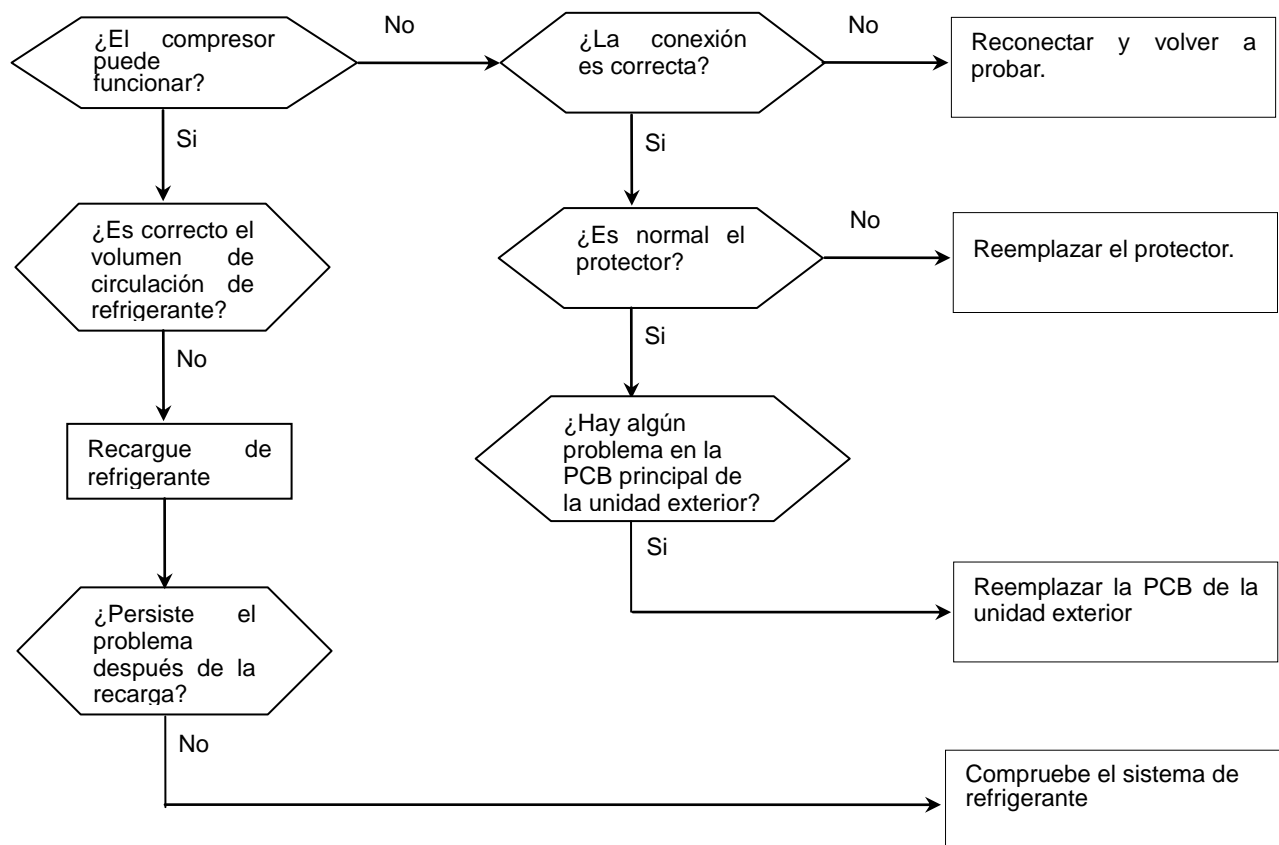 ¿El compresor
puede
funcionar?
No
¿La conexión
es correcta?
No
Reconectar y volver a
probar.
Si
Si
¿Es correcto el
volumen de
circulación de
refrigerante?
¿Es normal el
protector?
No
Reemplazar el protector.
No
Si
Recargue de
refrigerante
¿Hay algún
problema en la
PCB principal de
la unidad exterior?
Si
¿Persiste el
problema
después de la
recarga?
Reemplazar la PCB de la
unidad exterior
No
Compruebe el sistema de
refrigerante